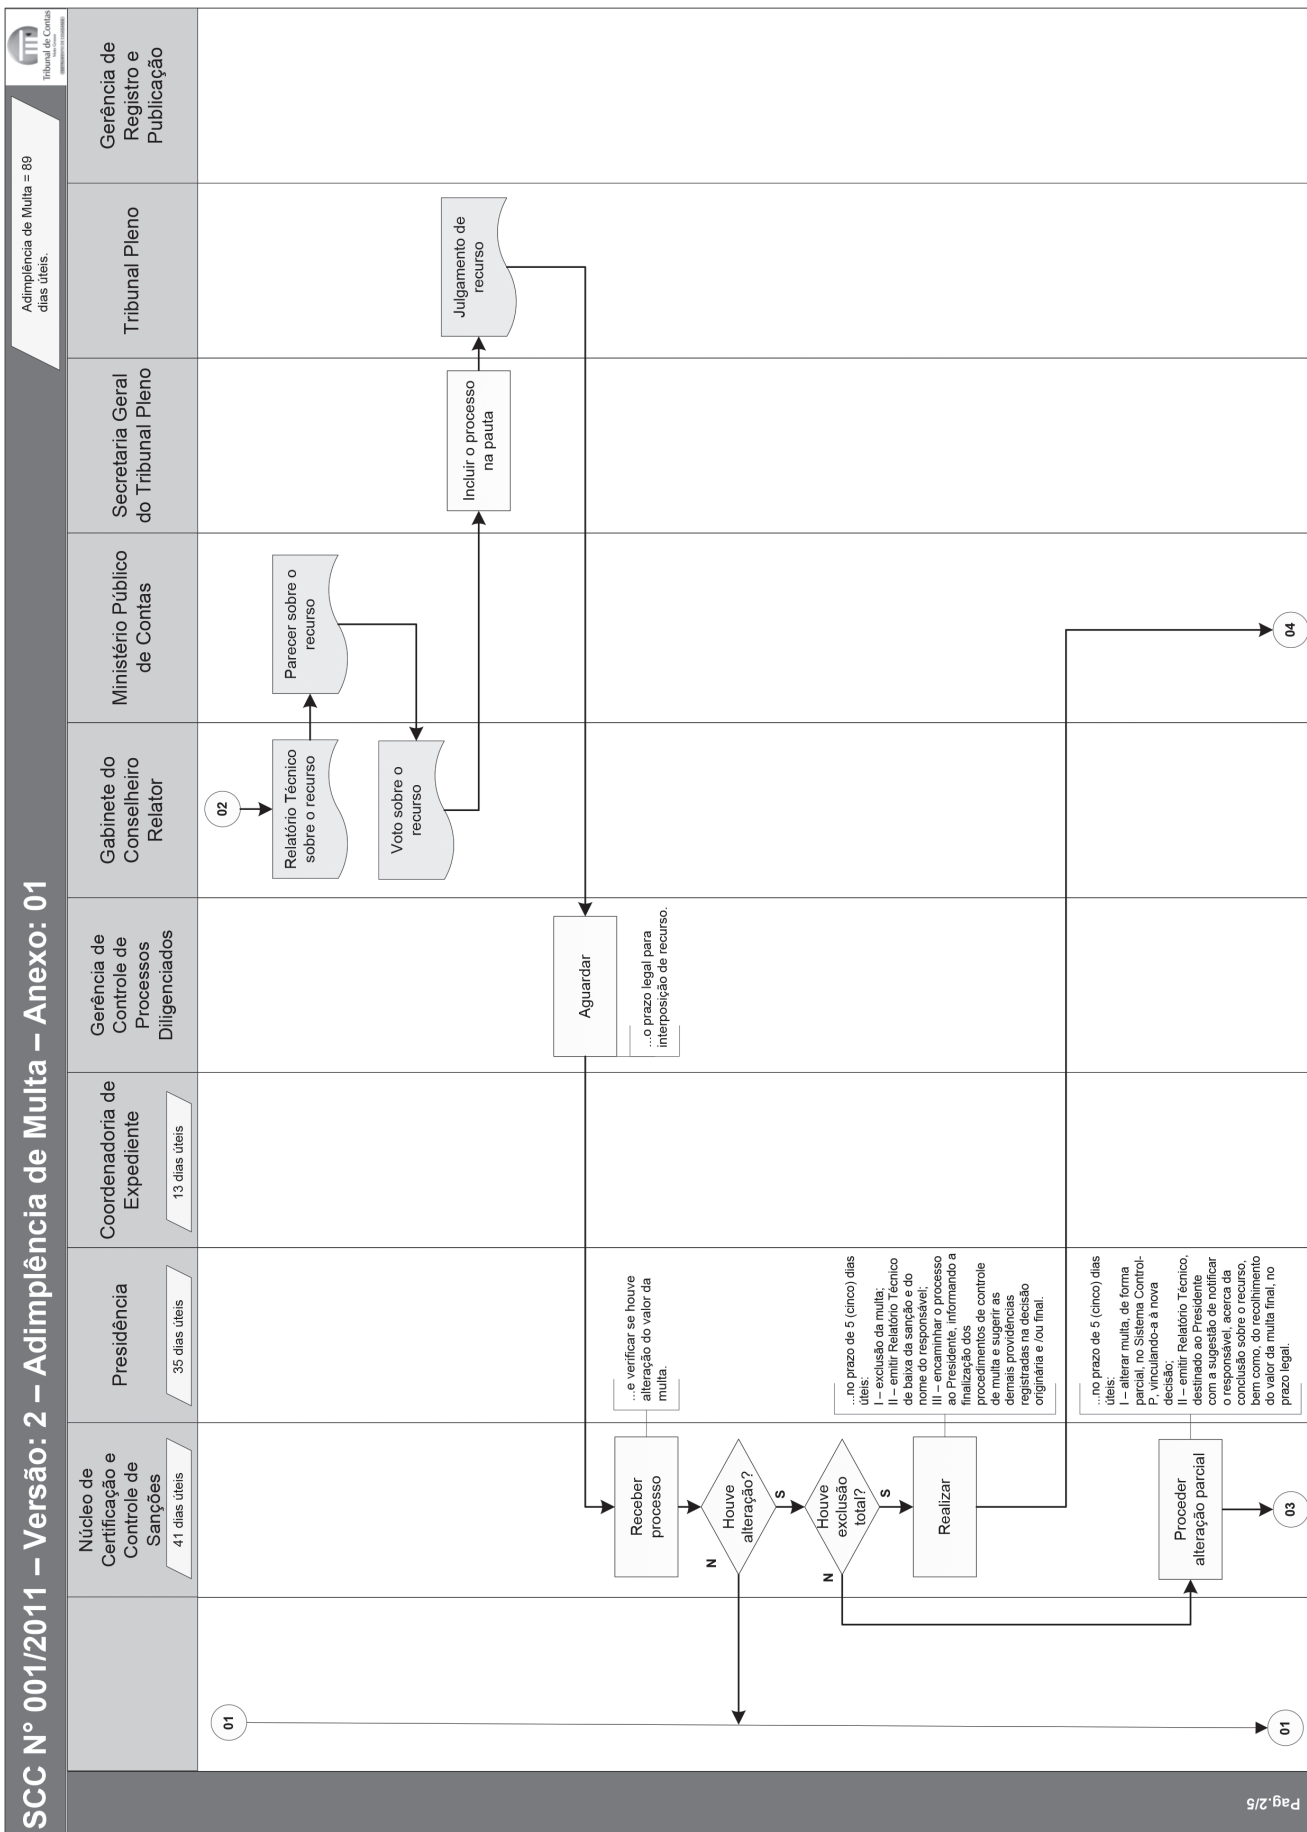 SCC N° 001/2011 – Versão: 2 – Adimplência de Multa – Anexo: 01
Adimplência de Multa = 89
dias úteis.
Tribunal de Contas
Mato Grosso
Núcleo de
Certificação e
Controle de
Sanções
41 dias úteis
Presidência
35 dias úteis
Coordenadoria de
Expediente
13 dias úteis
Gerência de
Controle de
Processos
Diligenciados
Gabinete do
Conselheiro
Relator
Ministério Público
de Contas
Secretaria Geral
do Tribunal Pleno
Tribunal Pleno
Gerência de
Registro e
Publicação
01
02
Relatório Técnico
sobre o recurso
Parecer sobre o
recurso
Voto sobre o
recurso
Incluir o processo
na pauta
Julgamento de
recurso
Aguardar
...o prazo legal para
interposição de recurso.
Receber
processo
...e verificar se houve
alteração do valor da
multa.
Houve
alteração?
N
S
Houve
exclusão
total?
N
S
Realizar
...no prazo de 5 (cinco) dias
úteis:
I – exclusão da multa;
II – emitir Relatório Técnico
de baixa da sanção e do
nome do responsável;
III – encaminhar o processo
ao Presidente, informando a
finalização dos
procedimentos de controle
de multa e sugerir as
demais providências
registradas na decisão
originária e /ou final.
Proceder
alteração parcial
...no prazo de 5 (cinco) dias
úteis:
I – alterar multa, de forma
parcial, no Sistema Control-
P, vinculando-a à nova
decisão;
II – emitir Relatório Técnico,
destinado ao Presidente
com a sugestão de notificar
o responsável, acerca da
conclusão sobre o recurso,
bem como, do recolhimento
do valor da multa final, no
prazo legal.
01
03
04
Pag.2/5